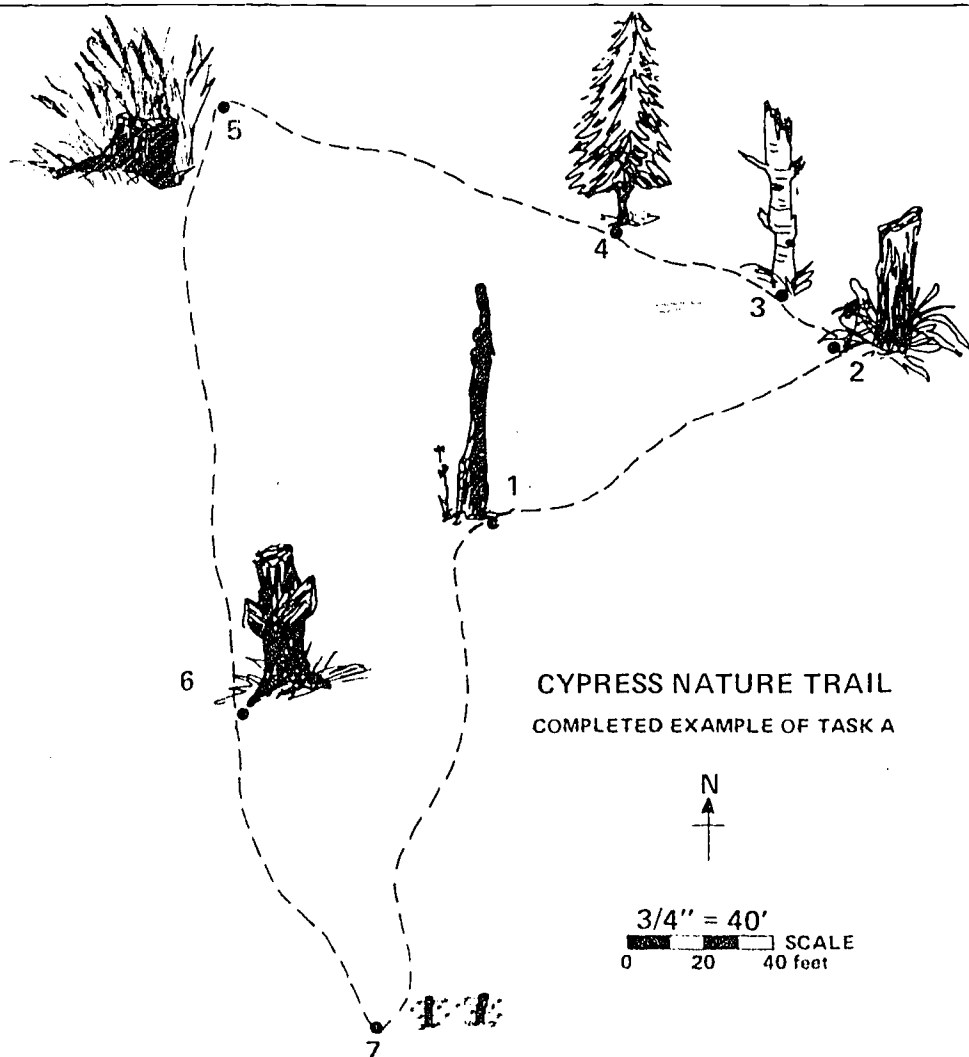 5
4
3
2
1
6
CYPRESS NATURE TRAIL
COMPLETED EXAMPLE OF TASK A
N
3/4" = 40'
SCALE
0 20 40 feet
7